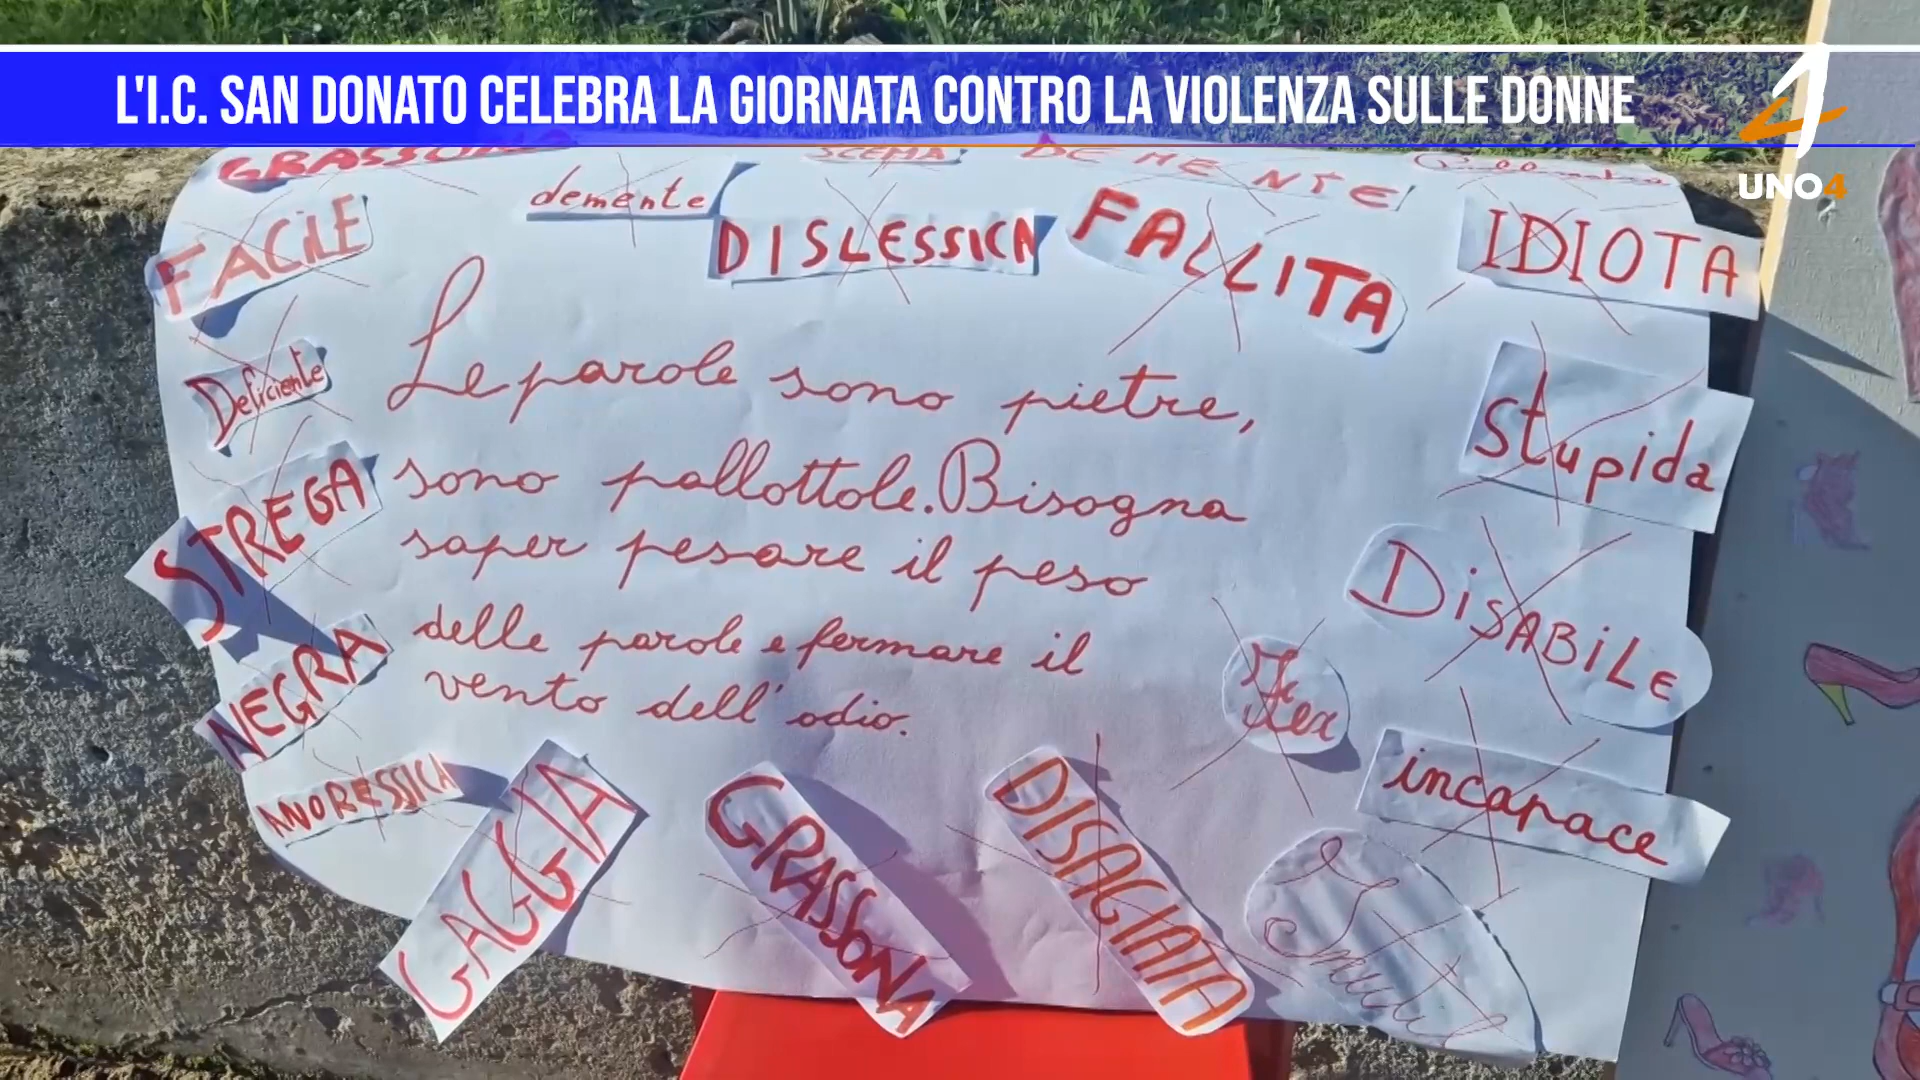 L'I.C. SAN DONATO CELEBRA LA GIORNATA CONTRO LA VIOLENZA SULLE DONNE
UNO4
GRASSONA
SCEMA
DEMENTE
FACILE
demente
DISLESSICA
FALLITA
IDIOTA
Deficiente
Stupida
STREGA
Le parole sono pietre,
sono pallottole. Bisogna
saper pesare il peso
delle parole e fermare il
vento dell'odio.
DiSABiLE
NEGRA
ANORESSICA
GAGGIA
GRASSONA
DISAGIATA
incapace